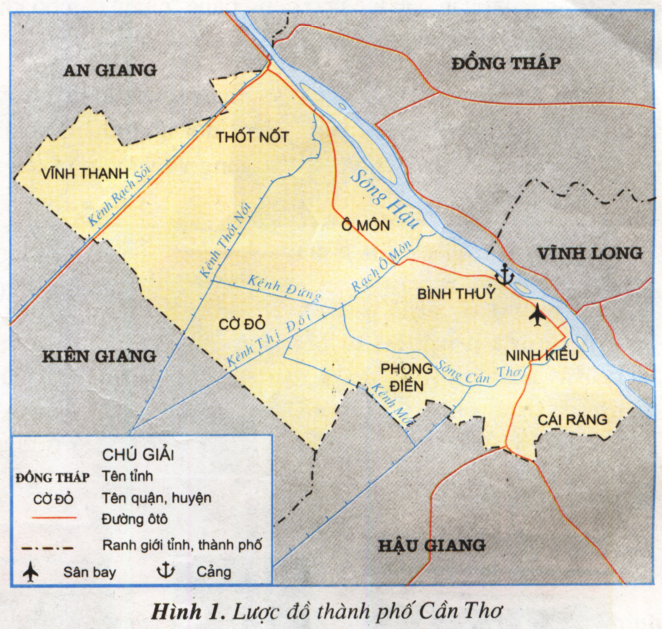 AN GIANG
ĐỒNG THÁP
THỐT NỐT
VĨNH THẠNH
Kênh Rạch Sỏi
Sông Hậu
Kênh Thốt Nốt
Ô MÔN
Rạch Ô Môn
VĨNH LONG
Kênh Đứng
BÌNH THUỶ
CỜ ĐỎ
Kênh Thị Đội
KIÊN GIANG
NINH KIỀU
PHONG
ĐIỀN
Sông Cần Thơ
Kênh Mới
CÁI RĂNG
CHÚ GIẢI
ĐỒNG THÁP Tên tỉnh
CỜ ĐỎ Tên quận, huyện
Đường ôtô
Ranh giới tỉnh, thành phố
Sân bay Cảng
HẬU GIANG
Hình 1. Lược đồ thành phố Cần Thơ